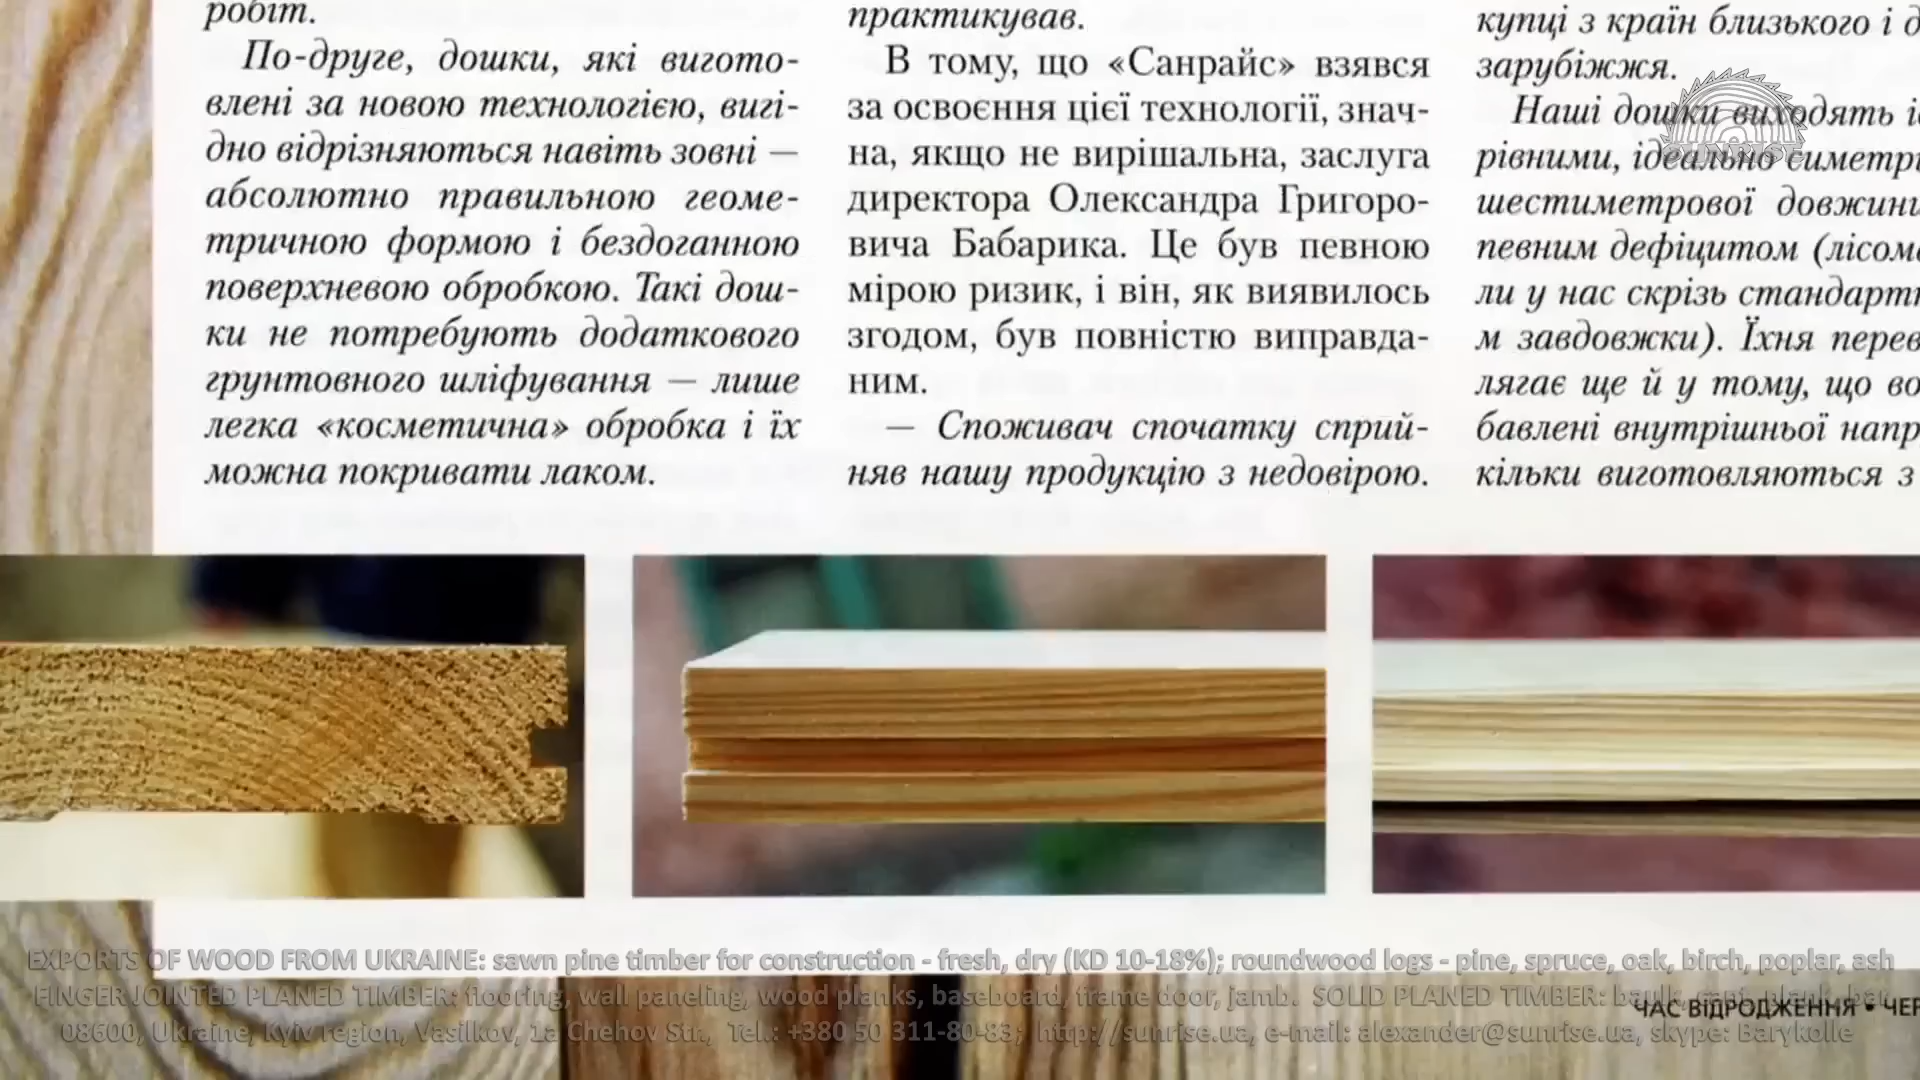 робіт.
По-друге, дошки, які вигото-
влені за новою технологією, вигі-
дно відрізняються навіть зовні —
абсолютно правильною геоме-
тричною формою і бездоганною
поверхневою обробкою. Такі дош-
ки не потребують додаткового
грунтовного шліфування — лише
легка «косметична» обробка і їх
можна покривати лаком.
практикував.
В тому, що «Санрайс» взявся
за освоєння цієї технології, знач-
на, якщо не вирішальна, заслуга
директора Олександра Григоро-
вича Бабарика. Це був певною
мірою ризик, і він, як виявилось
згодом, був повністю виправда-
ним.
— Споживач спочатку сприй-
няв нашу продукцію з недовірою.
купці з країн близького і д
зарубіжжя.
Наші дошки виходять
рівними, ідеально симетри
шестиметрової довжини
певним дефіцитом (лісом
ли у нас скрізь стандартн
м завдовжки). Їхня перев
лягає ще й у тому, що во
бавлені внутрішньої напр
кільки виготовляються з
EXPORTS OF WOOD FROM UKRAINE: sawn pine timber for construction - fresh, dry (KD 10-18%); roundwood logs - pine, spruce, oak, birch, poplar, ash
FINGER JOINTED PLANED TIMBER: flooring, wall paneling, wood planks, baseboard, frame door, jamb. SOLID PLANED TIMBER:
ЧАС ВІДРОДЖЕННЯ • ЧЕР
08600, Ukraine, Kyiv region, Vasilkov, 1a Chehov Str., Tel.: +380 50 311-80-83; http://sunrise.ua, e-mail: alexander@sunrise.ua, skype: Barykolle